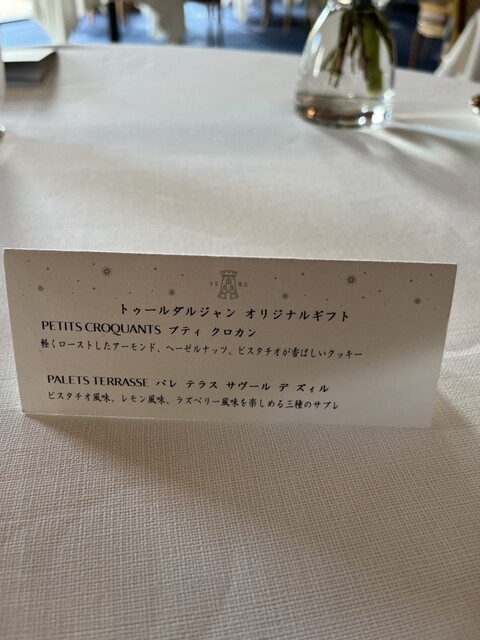 トゥールダルジャン オリジナルギフト
PETITS CROQUANTS プティ クロカン
軽くローストしたアーモンド、ヘーゼルナッツ、ピスタチオが香ばしいクッキー
PALETS TERRASSE パレ テラス サヴール デ ズィル
ピスタチオ風味、レモン風味、ラズベリー風味を楽しめる三種のサブレ